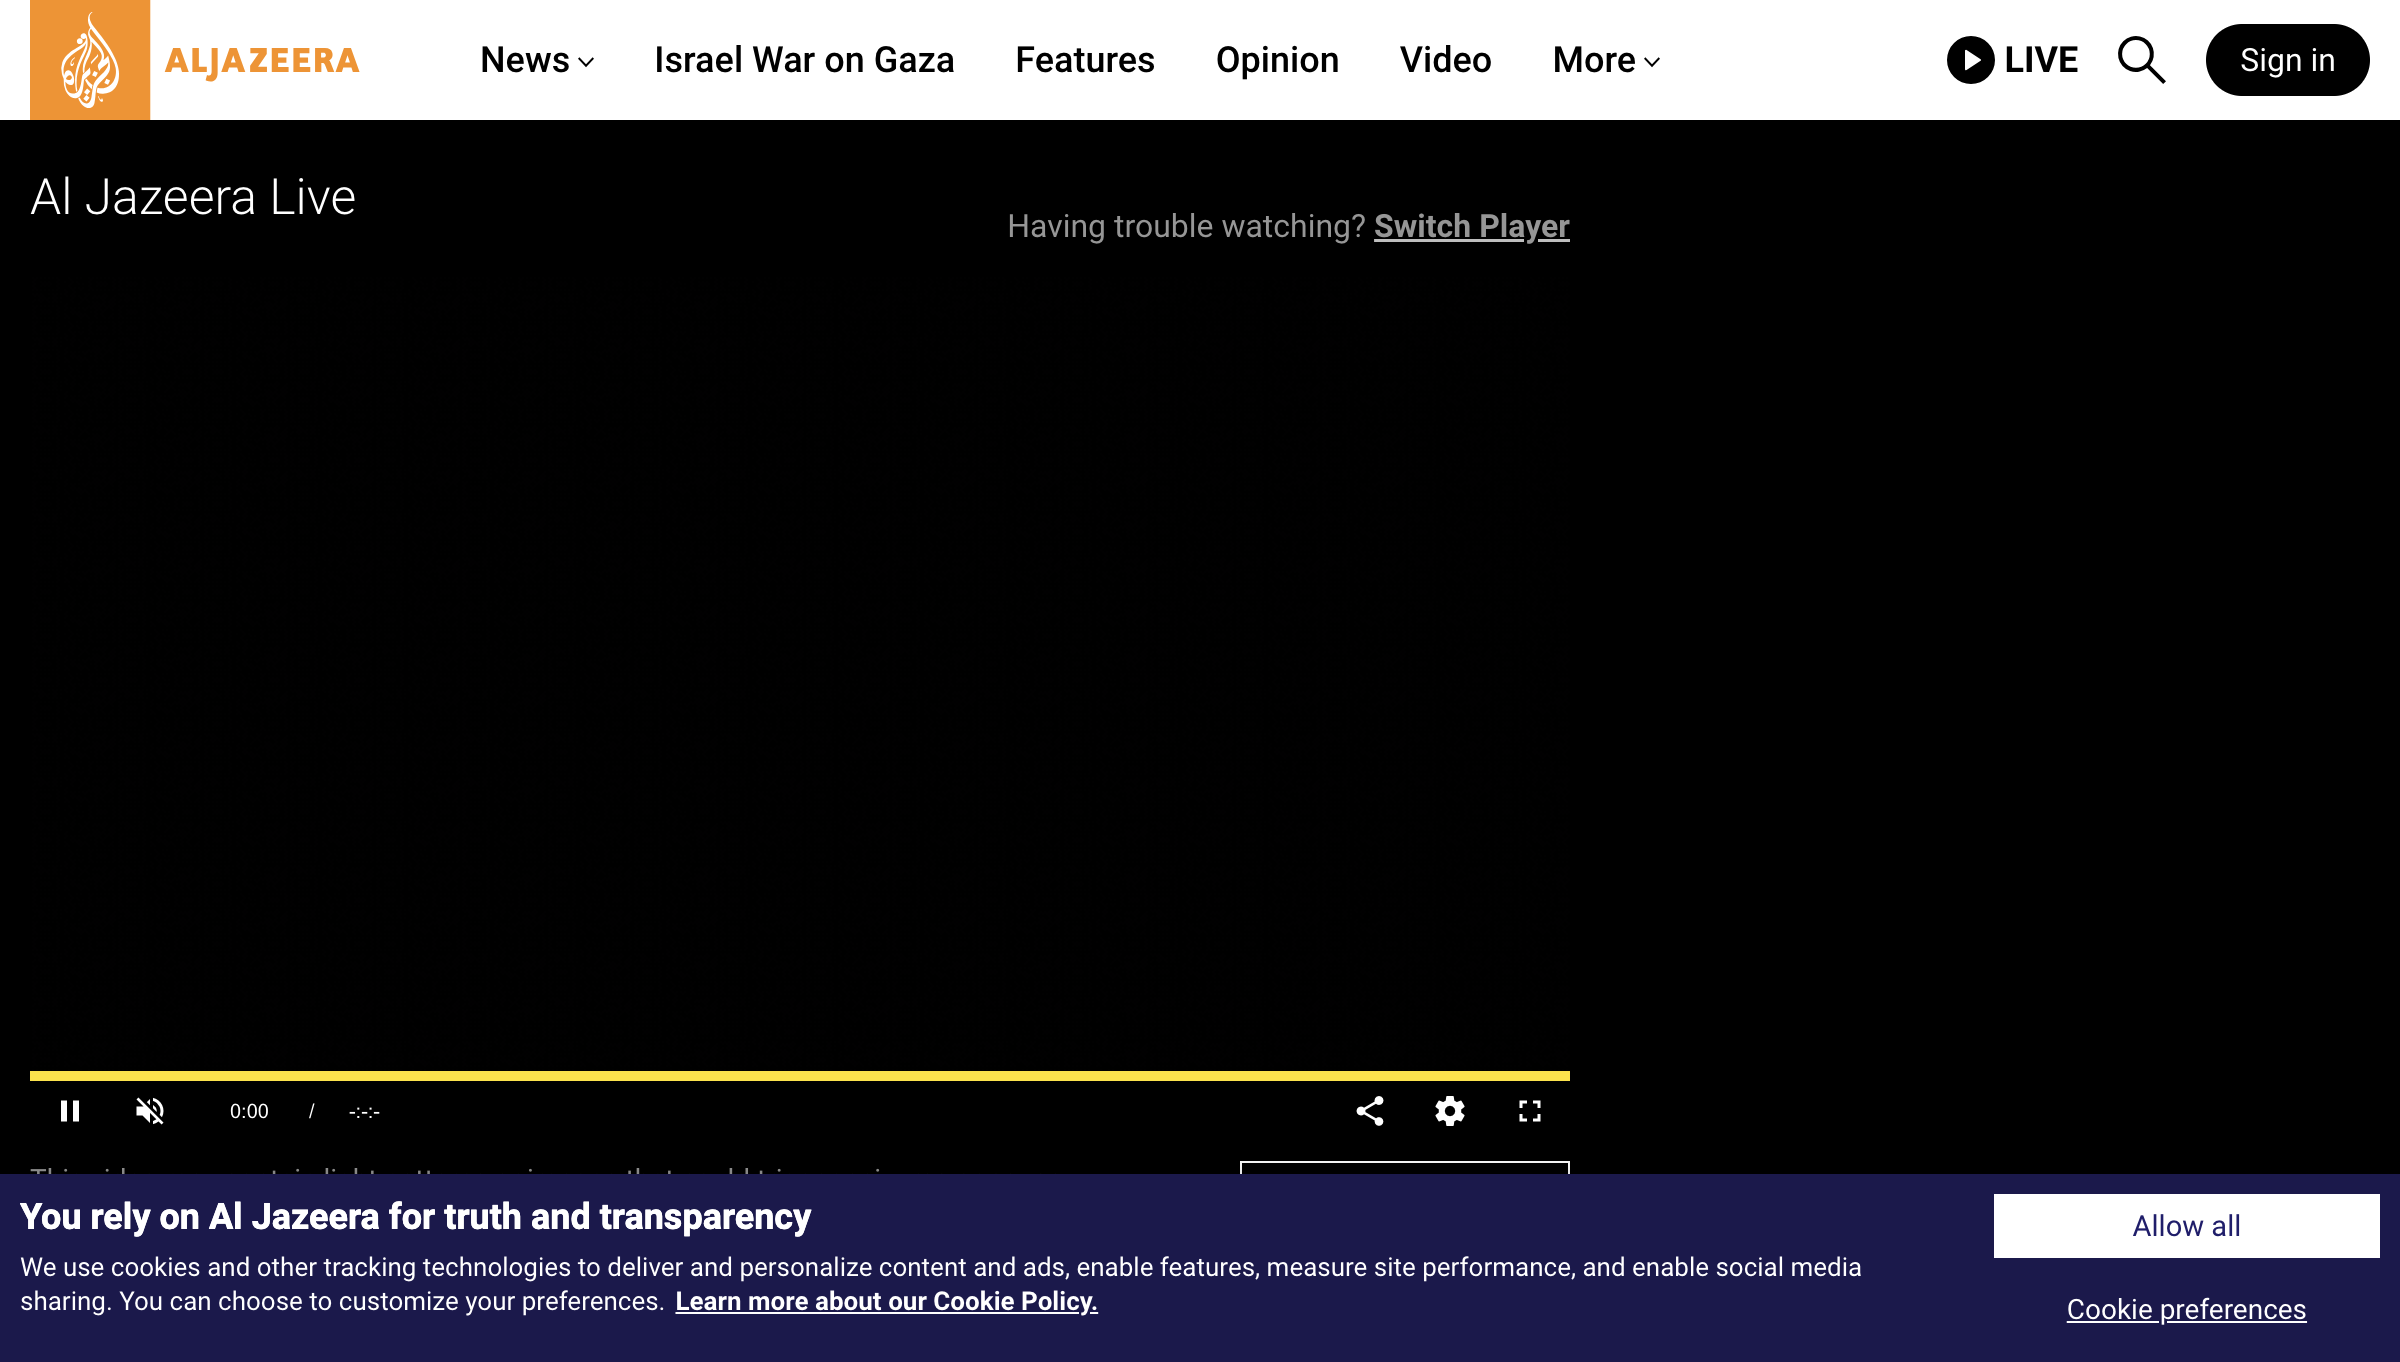 ALJAZEERA
News
Israel War on Gaza
Features
Opinion
Video
More
LIVE
Sign in
Al Jazeera Live
Having trouble watching? Switch Player
0:00 / -:-:-
You rely on Al Jazeera for truth and transparency
We use cookies and other tracking technologies to deliver and personalize content and ads, enable features, measure site performance, and enable social media
sharing. You can choose to customize your preferences. Learn more about our Cookie Policy.
Allow all
Cookie preferences